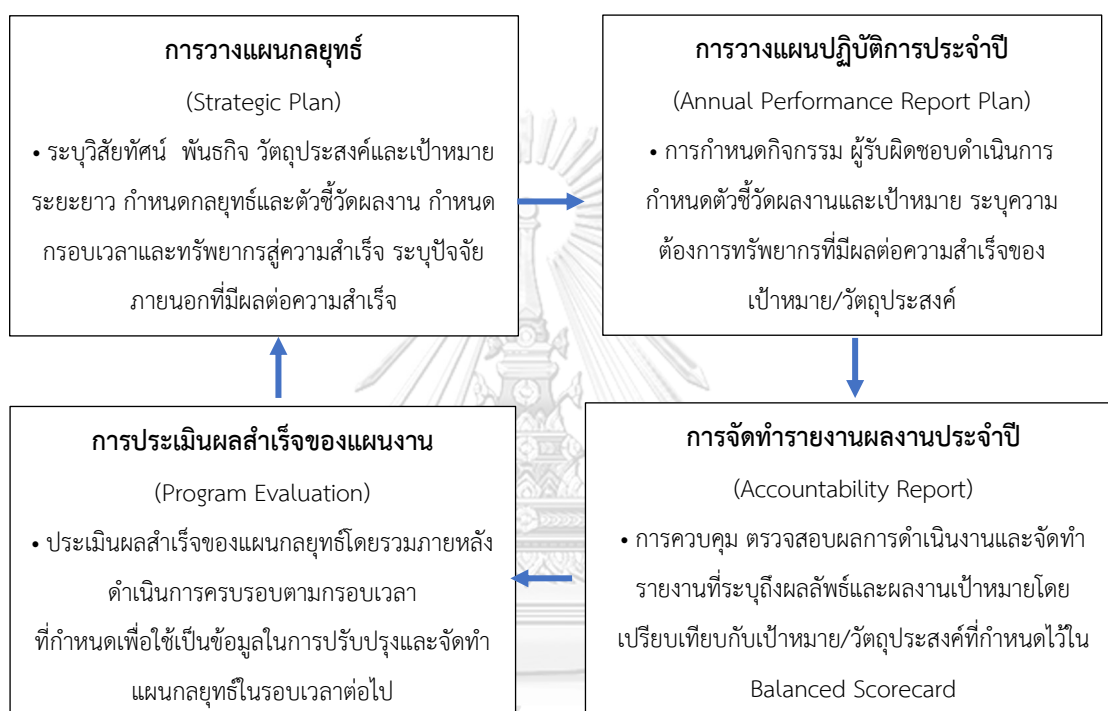 การวางแผนกลยุทธ์
(Strategic Plan)
• ระบุวิสัยทัศน์ พันธกิจ วัตถุประสงค์และเป้าหมาย
ระยะยาว กำหนดกลยุทธ์และตัวชี้วัดผลงาน กำหนด
กรอบเวลาและทรัพยากรสู่ความสำเร็จ ระบุปัจจัย
ภายนอกที่มีผลต่อความสำเร็จ
การวางแผนปฏิบัติการประจำปี
(Annual Performance Report Plan)
• การกำหนดกิจกรรม ผู้รับผิดชอบดำเนินการ
กำหนดตัวชี้วัดผลงานและเป้าหมาย ระบุความ
ต้องการทรัพยากรที่มีผลต่อความสำเร็จของ
เป้าหมาย/วัตถุประสงค์
การประเมินผลสำเร็จของแผนงาน
(Program Evaluation)
• ประเมินผลสำเร็จของแผนกลยุทธ์โดยรวมภายหลัง
ดำเนินการครบรอบตามกรอบเวลา
ที่กำหนดเพื่อใช้เป็นข้อมูลในการปรับปรุงและจัดทำ
แผนกลยุทธ์ในรอบเวลาต่อไป
การจัดทำรายงานผลงานประจำปี
(Accountability Report)
• การควบคุม ตรวจสอบผลการดำเนินงานและจัดทำ
รายงานที่ระบุถึงผลลัพธ์และผลงานเป้าหมายโดย
เปรียบเทียบกับเป้าหมาย/วัตถุประสงค์ที่กำหนดไว้ใน
Balanced Scorecard